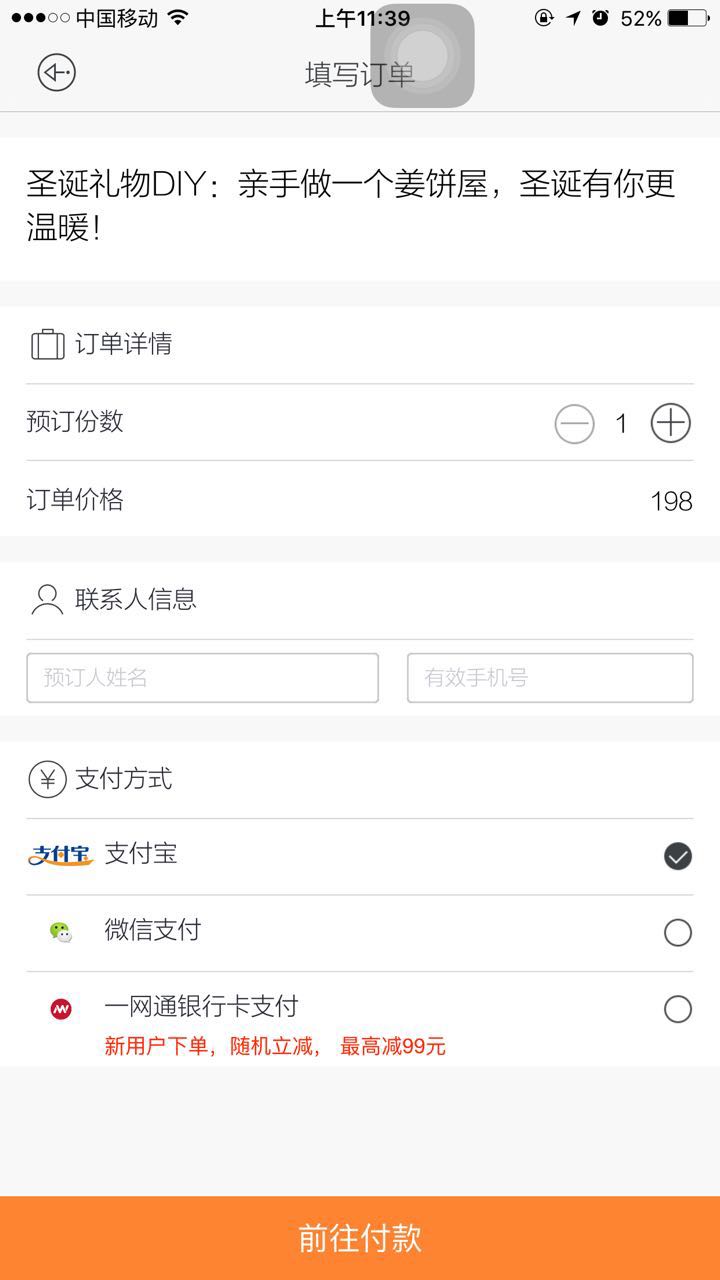 中国移动 上午11:39 52%
填写订单
圣诞礼物DIY：亲手做一个姜饼屋，圣诞有你更
温暖！
订单详情
预订份数 1
订单价格 198
联系人信息
预订人姓名 有效手机号
¥ 支付方式
支付宝 支付宝
微信支付
一网通银行卡支付
新用户下单，随机立减， 最高减99元
前往付款